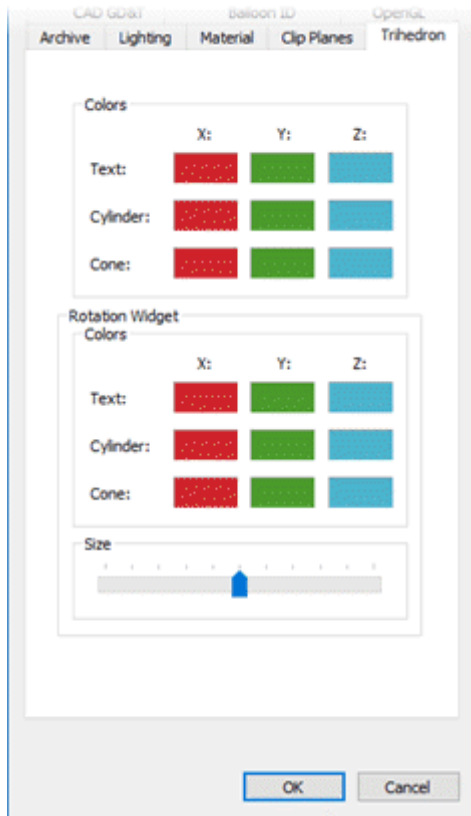 CAD GD&T Balloon ID OpenGL
Archive Lighting Material Clip Planes Trihedron
Colors
X: Y: Z:
Text:
Cylinder:
Cone:
Rotation Widget
Colors
X: Y: Z:
Text:
Cylinder:
Cone:
Size
OK Cancel